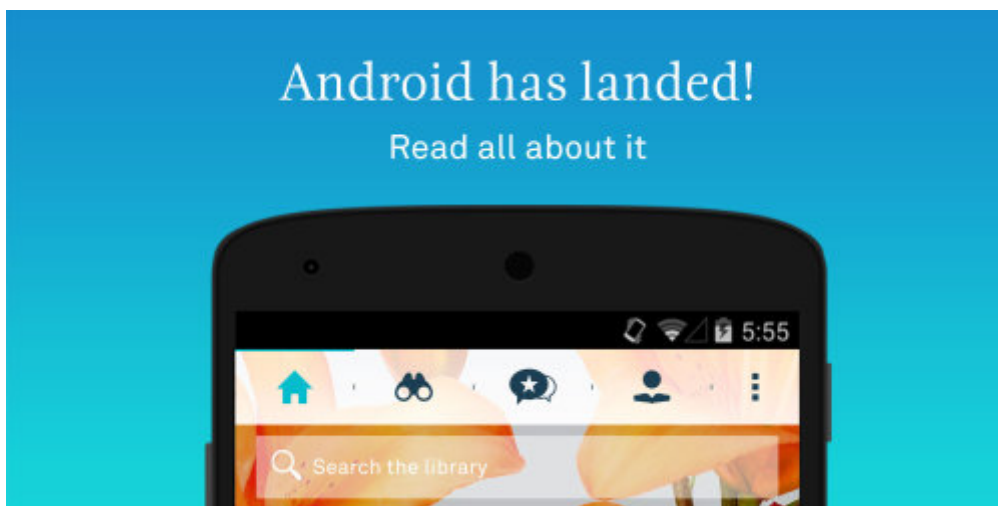 Android has landed!
Read all about it
5:55
Search the library